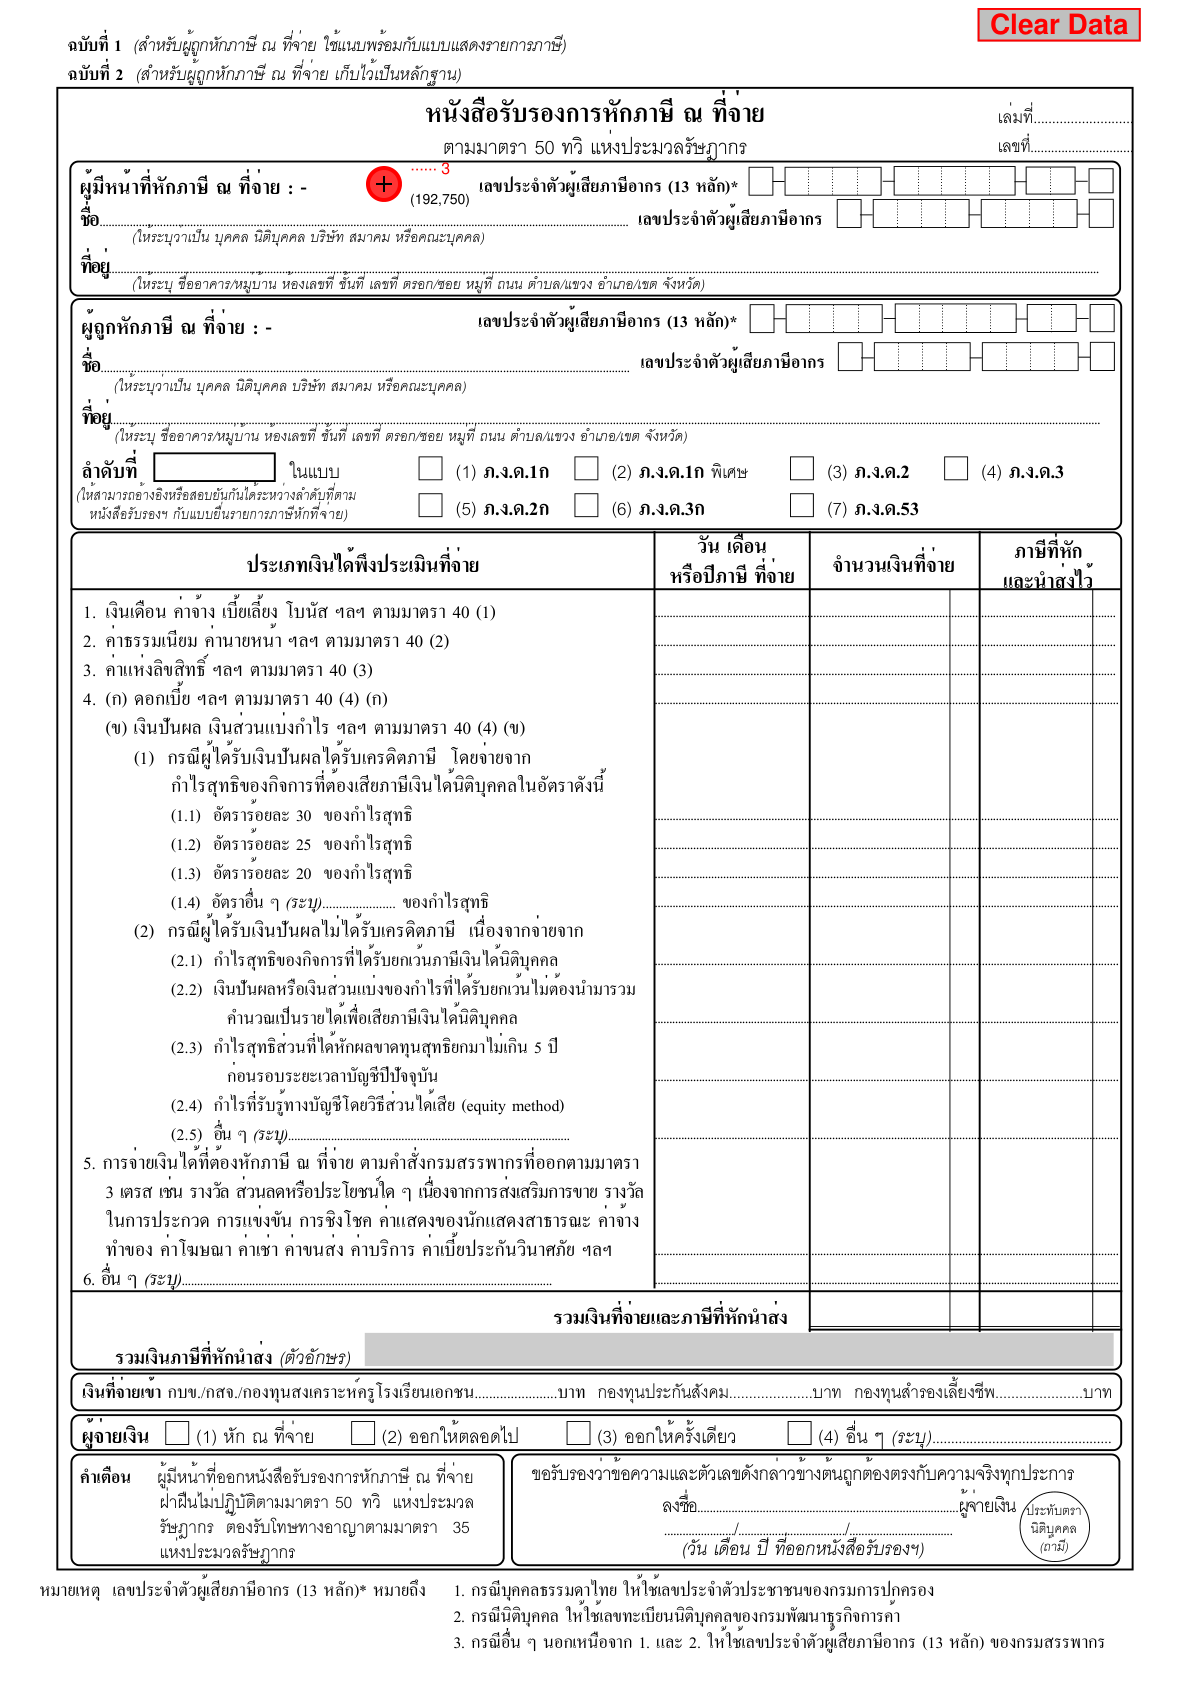 Clear Data
ฉบับที่ 1 (สำหรับผู้ถูกหักภาษี ณ ที่จ่าย ใช้แนบพร้อมกับแบบแสดงรายการภาษี)
ฉบับที่ 2 (สำหรับผู้ถูกหักภาษี ณ ที่จ่าย เก็บไว้เป็นหลักฐาน)
หนังสือรับรองการหักภาษี ณ ที่จ่าย
เล่มที่..........................
ตามมาตรา 50 ทวิ แห่งประมวลรัษฎากร
เลขที่..........................
ผู้มีหน้าที่หักภาษี ณ ที่จ่าย : -
...... 3
(192,750)
เลขประจำตัวผู้เสียภาษีอากร (13 หลัก)*
ชื่อ.......................... เลขประจำตัวผู้เสียภาษีอากร
(ให้ระบุว่าเป็น บุคคล นิติบุคคล บริษัท สมาคม หรือคณะบุคคล)
ที่อยู่..........................
(ให้ระบุ ชื่ออาคาร/หมู่บ้าน ห้องเลขที่ ชั้นที่ เลขที่ ตรอก/ซอย หมู่ที่ ถนน ตำบล/แขวง อำเภอ/เขต จังหวัด)
ผู้ถูกหักภาษี ณ ที่จ่าย : - เลขประจำตัวผู้เสียภาษีอากร (13 หลัก)*
ชื่อ.......................... เลขประจำตัวผู้เสียภาษีอากร
(ให้ระบุว่าเป็น บุคคล นิติบุคคล บริษัท สมาคม หรือคณะบุคคล)
ที่อยู่..........................
(ให้ระบุ ชื่ออาคาร/หมู่บ้าน ห้องเลขที่ ชั้นที่ เลขที่ ตรอก/ซอย หมู่ที่ ถนน ตำบล/แขวง อำเภอ/เขต จังหวัด)
ลำดับที่ ในแบบ (1) ภ.ง.ด.1ก (2) ภ.ง.ด.1ก พิเศษ (3) ภ.ง.ด.2 (4) ภ.ง.ด.3
(ให้สามารถอ้างอิงหรือสอบยันกันได้ระหว่างลำดับที่ตาม
หนังสือรับรองฯ กับแบบยื่นรายการภาษีหักที่จ่าย)
(5) ภ.ง.ด.2ก (6) ภ.ง.ด.3ก (7) ภ.ง.ด.53
ประเภทเงินได้พึงประเมินที่จ่าย
วัน เดือน
หรือปีภาษี ที่จ่าย
จำนวนเงินที่จ่าย
ภาษีที่หัก
และนำส่งไว้
1. เงินเดือน ค่าจ้าง เบี้ยเลี้ยง โบนัส ฯลฯ ตามมาตรา 40 (1)
2. ค่าธรรมเนียม ค่านายหน้า ฯลฯ ตามมาตรา 40 (2)
3. ค่าแห่งลิขสิทธิ์ ฯลฯ ตามมาตรา 40 (3)
4. (ก) ดอกเบี้ย ฯลฯ ตามมาตรา 40 (4) (ก)
(ข) เงินปันผล เงินส่วนแบ่งกำไร ฯลฯ ตามมาตรา 40 (4) (ข)
(1) กรณีผู้ได้รับเงินปันผลได้รับเครดิตภาษี โดยจ่ายจาก
กำไรสุทธิของกิจการที่ต้องเสียภาษีเงินได้นิติบุคคลในอัตราดังนี้
(1.1) อัตราร้อยละ 30 ของกำไรสุทธิ
(1.2) อัตราร้อยละ 25 ของกำไรสุทธิ
(1.3) อัตราร้อยละ 20 ของกำไรสุทธิ
(1.4) อัตราอื่น ๆ (ระบุ)...................... ของกำไรสุทธิ
(2) กรณีผู้ได้รับเงินปันผลไม่ได้รับเครดิตภาษี เนื่องจากจ่ายจาก
(2.1) กำไรสุทธิของกิจการที่ได้รับยกเว้นภาษีเงินได้นิติบุคคล
(2.2) เงินปันผลหรือเงินส่วนแบ่งของกำไรที่ได้รับยกเว้นไม่ต้องนำมารวม
คำนวณเป็นรายได้เพื่อเสียภาษีเงินได้นิติบุคคล
(2.3) กำไรสุทธิส่วนที่ได้หักผลขาดทุนสุทธิยกมาไม่เกิน 5 ปี
ก่อนรอบระยะเวลาบัญชีปีปัจจุบัน
(2.4) กำไรที่รับรู้ทางบัญชีโดยวิธีส่วนได้เสีย (equity method)
(2.5) อื่น ๆ (ระบุ)..........................
5. การจ่ายเงินได้ที่ต้องหักภาษี ณ ที่จ่าย ตามคำสั่งกรมสรรพากรที่ออกตามมาตรา
3 เตรส เช่น รางวัล ส่วนลดหรือประโยชน์ใด ๆ เนื่องจากการส่งเสริมการขาย รางวัล
ในการประกวด การแข่งขัน การชิงโชค ค่าแสดงของนักแสดงสาธารณะ ค่าจ้าง
ทำของ ค่าโฆษณา ค่าเช่า ค่าขนส่ง ค่าบริการ ค่าเบี้ยประกันวินาศภัย ฯลฯ
6. อื่น ๆ (ระบุ)..........................
รวมเงินที่จ่ายและภาษีที่หักนำส่ง
รวมเงินภาษีที่หักนำส่ง (ตัวอักษร)
เงินที่จ่ายเข้า กบข./กสจ./กองทุนสงเคราะห์ครูโรงเรียนเอกชน......................บาท กองทุนประกันสังคม......................บาท กองทุนสำรองเลี้ยงชีพ......................บาท
ผู้จ่ายเงิน (1) หัก ณ ที่จ่าย (2) ออกให้ตลอดไป (3) ออกให้ครั้งเดียว (4) อื่น ๆ (ระบุ)..........................
คำเตือน ผู้มีหน้าที่ออกหนังสือรับรองการหักภาษี ณ ที่จ่าย
ฝ่าฝืนไม่ปฏิบัติตามมาตรา 50 ทวิ แห่งประมวล
รัษฎากร ต้องรับโทษทางอาญาตามมาตรา 35
แห่งประมวลรัษฎากร
ขอรับรองว่าข้อความและตัวเลขดังกล่าวข้างต้นถูกต้องตรงกับความจริงทุกประการ
ลงชื่อ..........................ผู้จ่ายเงิน
................/................/................
(วัน เดือน ปี ที่ออกหนังสือรับรองฯ)
ประทับตรา
นิติบุคคล
(ถ้ามี)
หมายเหตุ เลขประจำตัวผู้เสียภาษีอากร (13 หลัก)* หมายถึง 1. กรณีบุคคลธรรมดาไทย ให้ใช้เลขประจำตัวประชาชนของกรมการปกครอง
2. กรณีนิติบุคคล ให้ใช้เลขทะเบียนนิติบุคคลของกรมพัฒนาธุรกิจการค้า
3. กรณีอื่น ๆ นอกเหนือจาก 1. และ 2. ให้ใช้เลขประจำตัวผู้เสียภาษีอากร (13 หลัก) ของกรมสรรพากร